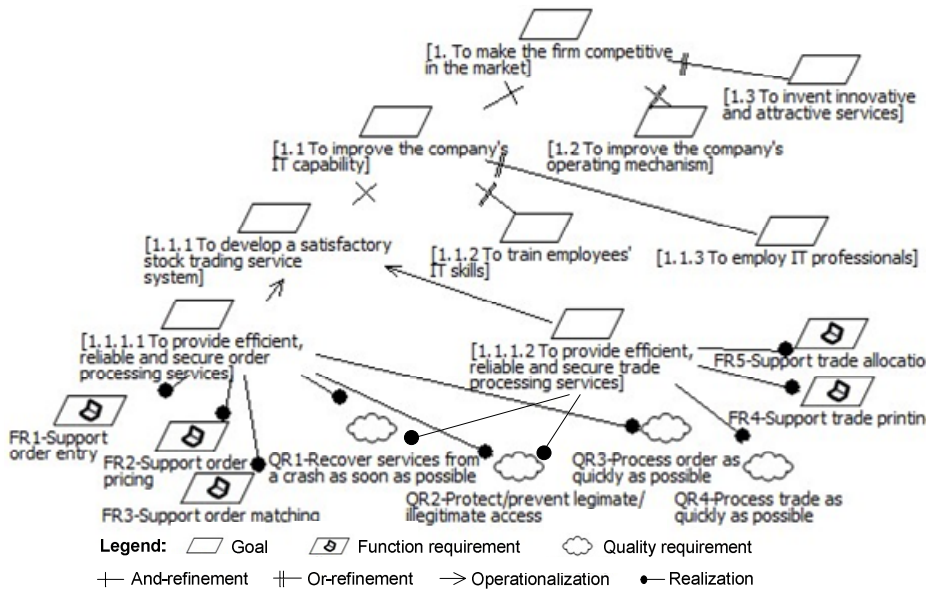 [1. To make the firm competitive
in the market]
[1.3 To invent innovative
and attractive services]
[1.1 To improve the company's
IT capability]
[1.2 To improve the company's
operating mechanism]
[1.1.1 To develop a satisfactory
stock trading service
system]
[1.1.2 To train employees'
IT skills]
[1.1.3 To employ IT professionals]
[1.1.1.1 To provide efficient,
reliable and secure order
processing services]
[1.1.1.2 To provide efficient,
reliable and secure trade
processing services]
FR5-Support trade allocatio
FR4-Support trade printin
FR1-Support
order entry
FR2-Support order
pricing
FR3-Support order matching
QR1-Recover services from
a crash as soon as possible
QR2-Protect/prevent legimate/
illegitimate access
QR3-Process order as
quickly as possible
QR4-Process trade as
quickly as possible
Legend: Goal Function requirement Quality requirement
And-refinement Or-refinement Operationalization Realization